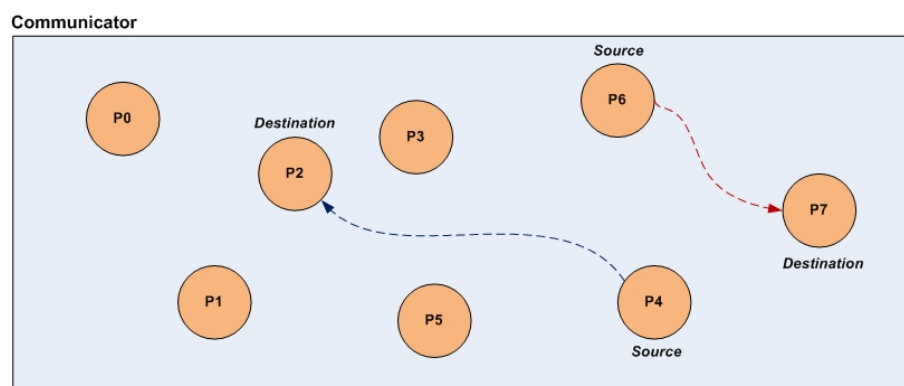 Communicator
Source
P6
P0
Destination
P3
P2
P7
Destination
P1
P4
P5
Source